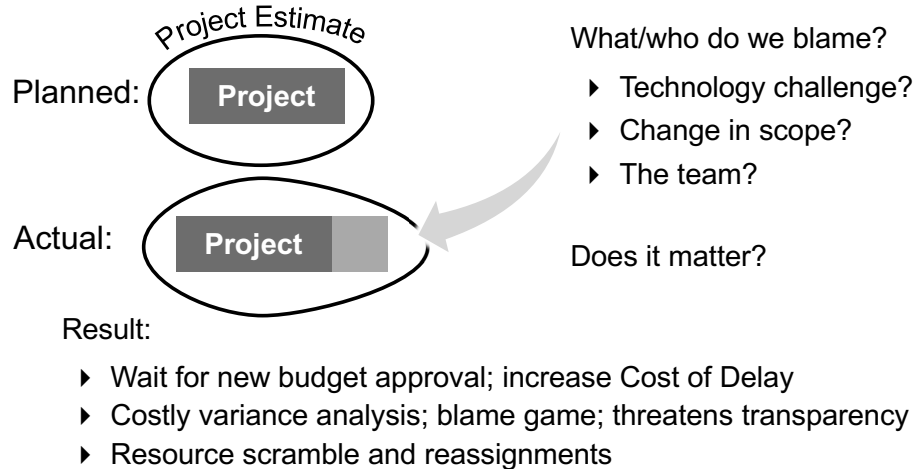 Project Estimate
Planned:
Project
What/who do we blame?
▸ Technology challenge?
▸ Change in scope?
▸ The team?
Actual:
Project
Does it matter?
Result:
▸ Wait for new budget approval; increase Cost of Delay
▸ Costly variance analysis; blame game; threatens transparency
▸ Resource scramble and reassignments